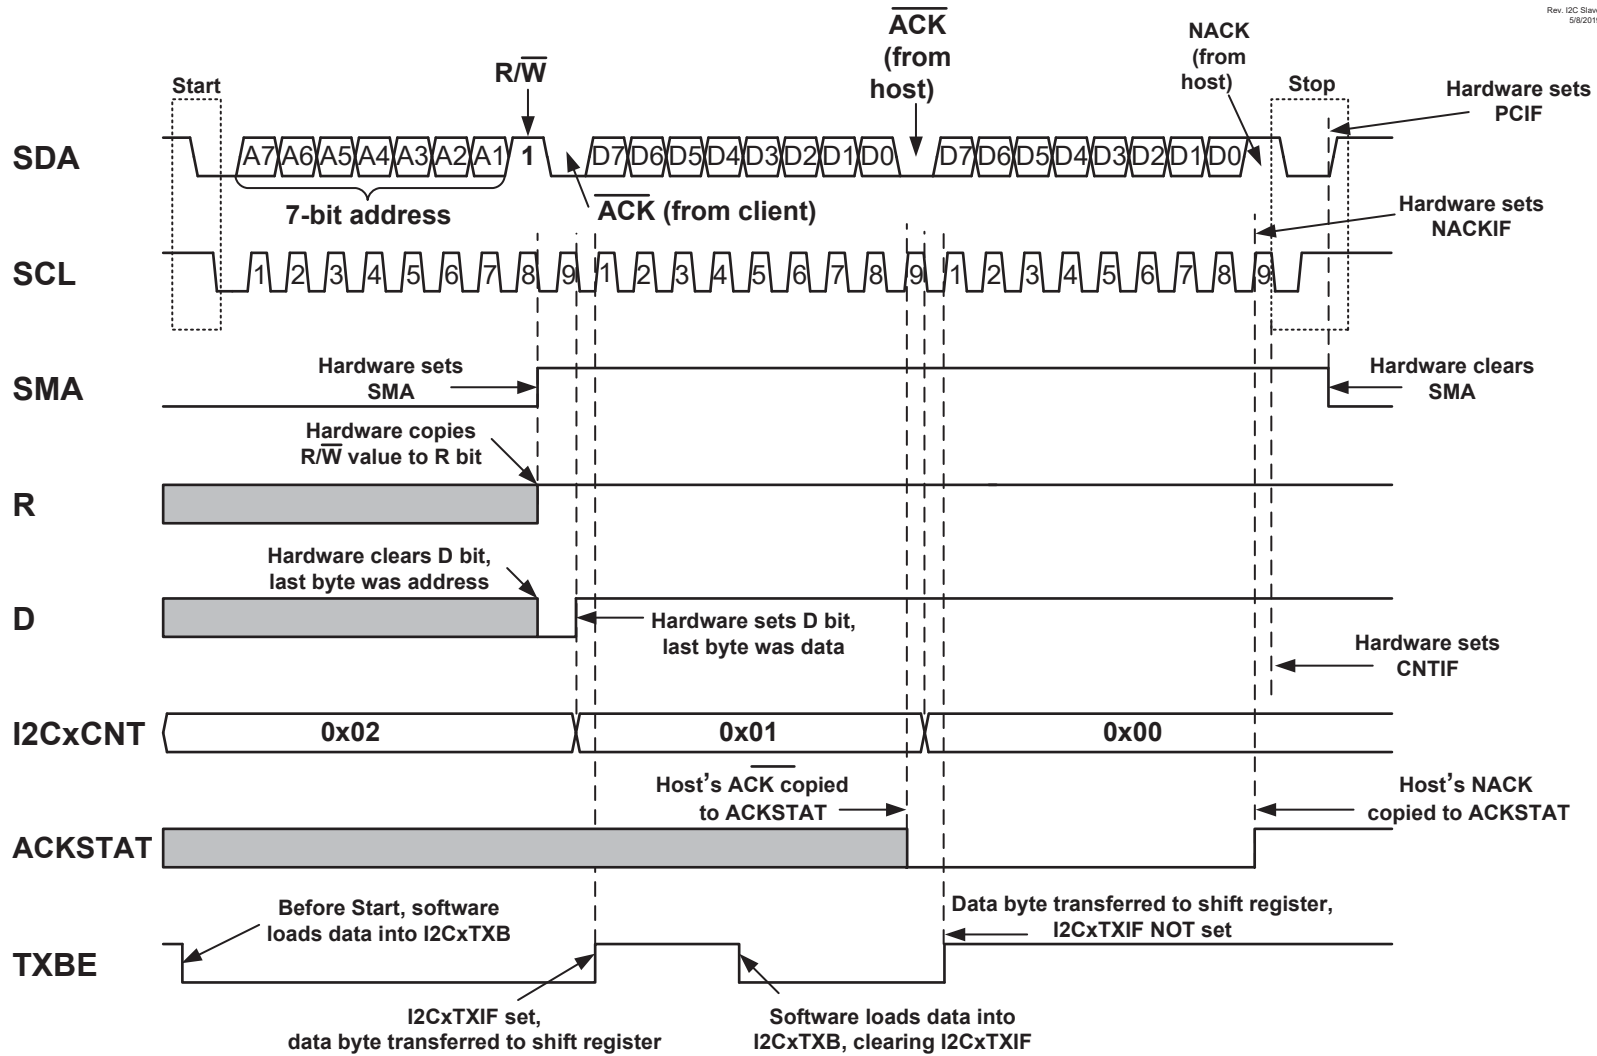 Rev. I2C Slav
5/8/201
ACK
(from
host)
NACK
(from
host)
R/W
Start
Stop
Hardware sets
PCIF
SDA
A7 A6 A5 A4 A3 A2 A1 1 D7 D6 D5 D4 D3 D2 D1 D0 D7 D6 D5 D4 D3 D2 D1 D0
7-bit address
ACK (from client)
Hardware sets
NACKIF
SCL
1 2 3 4 5 6 7 8 9 1 2 3 4 5 6 7 8 9 1 2 3 4 5 6 7 8 9
SMA
Hardware sets
SMA
Hardware clears
SMA
Hardware copies
R/W value to R bit
R
Hardware clears D bit,
last byte was address
D
Hardware sets D bit,
last byte was data
Hardware sets
CNTIF
I2CxCNT
0x02 0x01 0x00
Host's ACK copied
to ACKSTAT
Host's NACK
copied to ACKSTAT
ACKSTAT
Before Start, software
loads data into I2CxTXB
Data byte transferred to shift register,
I2CxTXIF NOT set
TXBE
I2CxTXIF set,
data byte transferred to shift register
Software loads data into
I2CxTXB, clearing I2CxTXIF